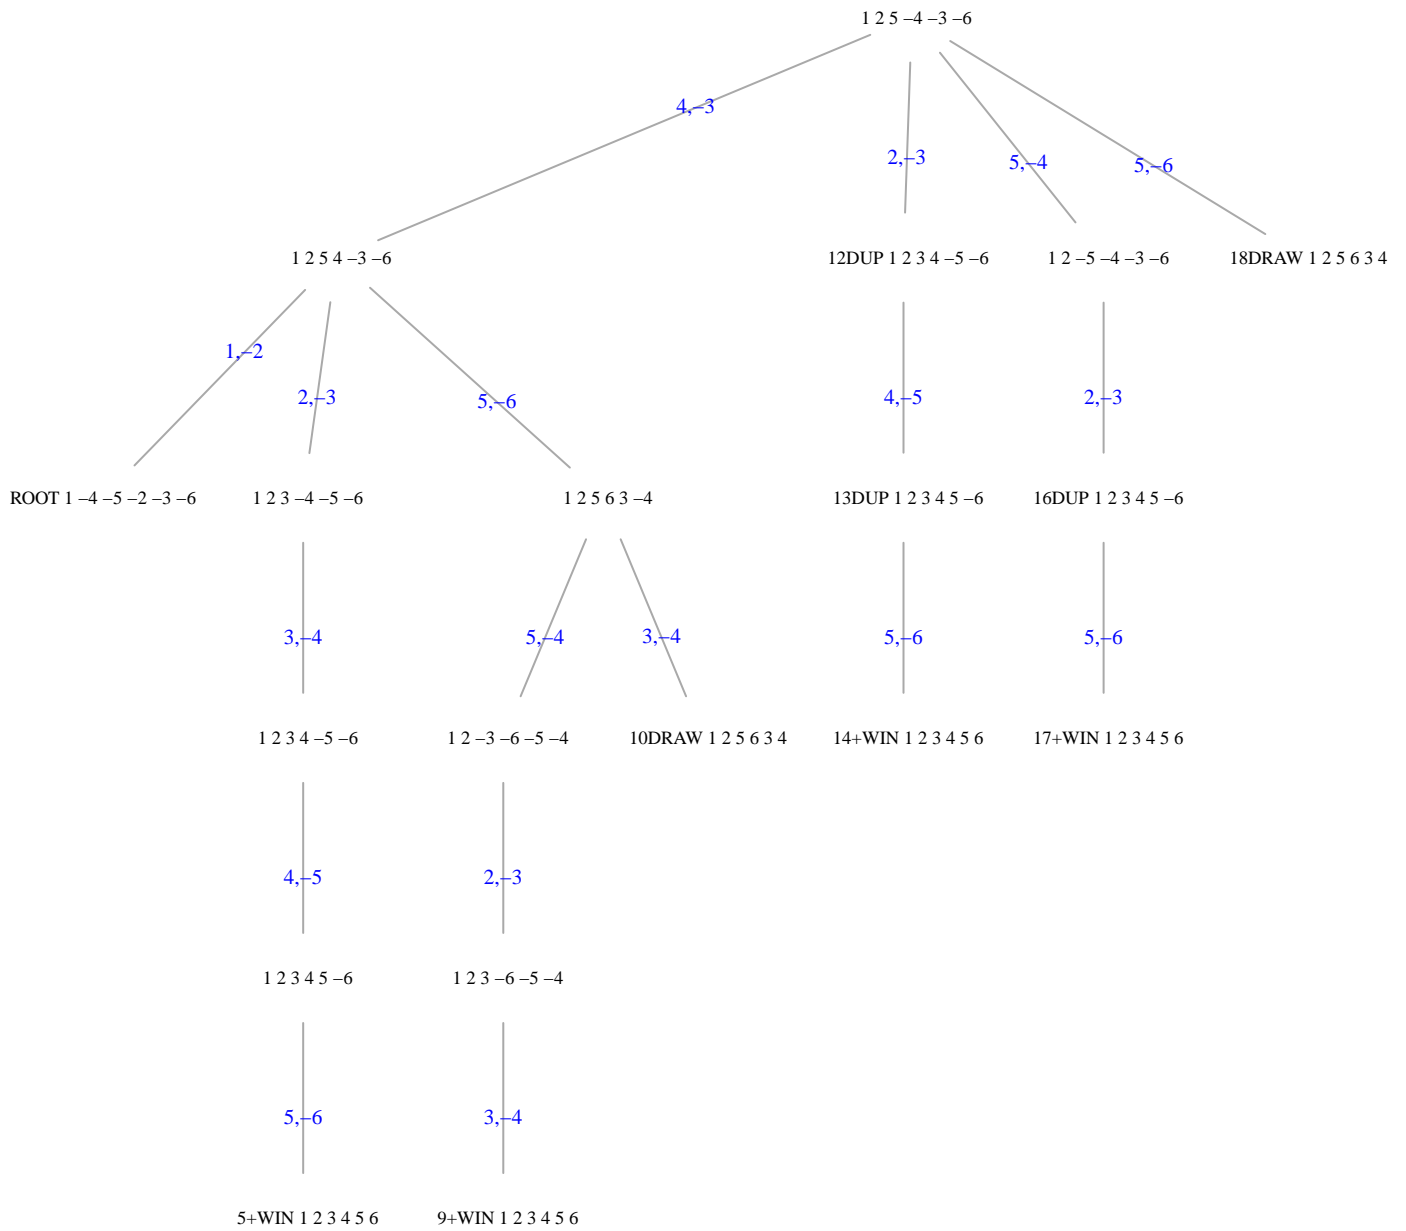 1 2 5 –4 –3 –6
4,–3
2,–3
5,–4
5,–6
1 2 5 4 –3 –6
12DUP 1 2 3 4 –5 –6
1 2 –5 –4 –3 –6
18DRAW 1 2 5 6 3 4
1,–2
2,–3
5,–6
4,–5
2,–3
ROOT 1 –4 –5 –2 –3 –6
1 2 3 –4 –5 –6
1 2 5 6 3 –4
13DUP 1 2 3 4 5 –6
16DUP 1 2 3 4 5 –6
3,–4
5,–4
3,–4
5,–6
5,–6
1 2 3 4 –5 –6
1 2 –3 –6 –5 –4
10DRAW 1 2 5 6 3 4
14+WIN 1 2 3 4 5 6
17+WIN 1 2 3 4 5 6
4,–5
2,–3
1 2 3 4 5 –6
1 2 3 –6 –5 –4
5,–6
3,–4
5+WIN 1 2 3 4 5 6
9+WIN 1 2 3 4 5 6